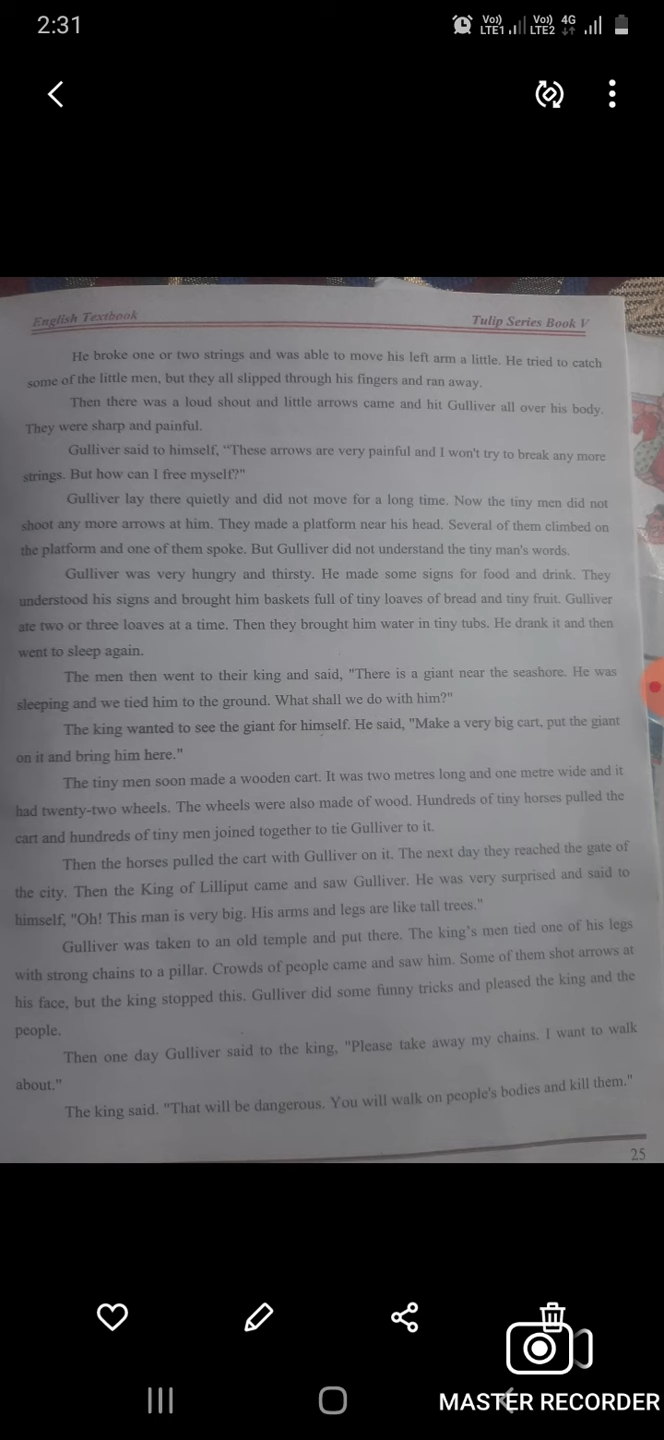 2:31
Vo)) LTE1 Vo)) LTE2 4G
English Textbook
Tulip Series Book V
He broke one or two strings and was able to move his left arm a little. He tried to catch
some of the little men, but they all slipped through his fingers and ran away.
Then there was a loud shout and little arrows came and hit Gulliver all over his body.
They were sharp and painful.
Gulliver said to himself, "These arrows are very painful and I won't try to break any more
strings. But how can I free myself?"
Gulliver lay there quietly and did not move for a long time. Now the tiny men did not
shoot any more arrows at him. They made a platform near his head. Several of them climbed on
the platform and one of them spoke. But Gulliver did not understand the tiny man's words.
Gulliver was very hungry and thirsty. He made some signs for food and drink. They
understood his signs and brought him baskets full of tiny loaves of bread and tiny fruit. Gulliver
ate two or three loaves at a time. Then they brought him water in tiny tubs. He drank it and then
went to sleep again.
The men then went to their king and said, "There is a giant near the seashore. He was
sleeping and we tied him to the ground. What shall we do with him?"
The king wanted to see the giant for himself. He said, "Make a very big cart, put the giant
on it and bring him here."
The tiny men soon made a wooden cart. It was two metres long and one metre wide and it
had twenty-two wheels. The wheels were also made of wood. Hundreds of tiny horses pulled the
cart and hundreds of tiny men joined together to tie Gulliver to it.
Then the horses pulled the cart with Gulliver on it. The next day they reached the gate of
the city. Then the King of Lilliput came and saw Gulliver. He was very surprised and said to
himself, "Oh! This man is very big. His arms and legs are like tall trees."
Gulliver was taken to an old temple and put there. The king's men tied one of his legs
with strong chains to a pillar. Crowds of people came and saw him. Some of them shot arrows at
his face, but the king stopped this. Gulliver did some funny tricks and pleased the king and the
people.
Then one day Gulliver said to the king, "Please take away my chains. I want to walk
about."
The king said. "That will be dangerous. You will walk on people's bodies and kill them."
25
MASTER RECORDER